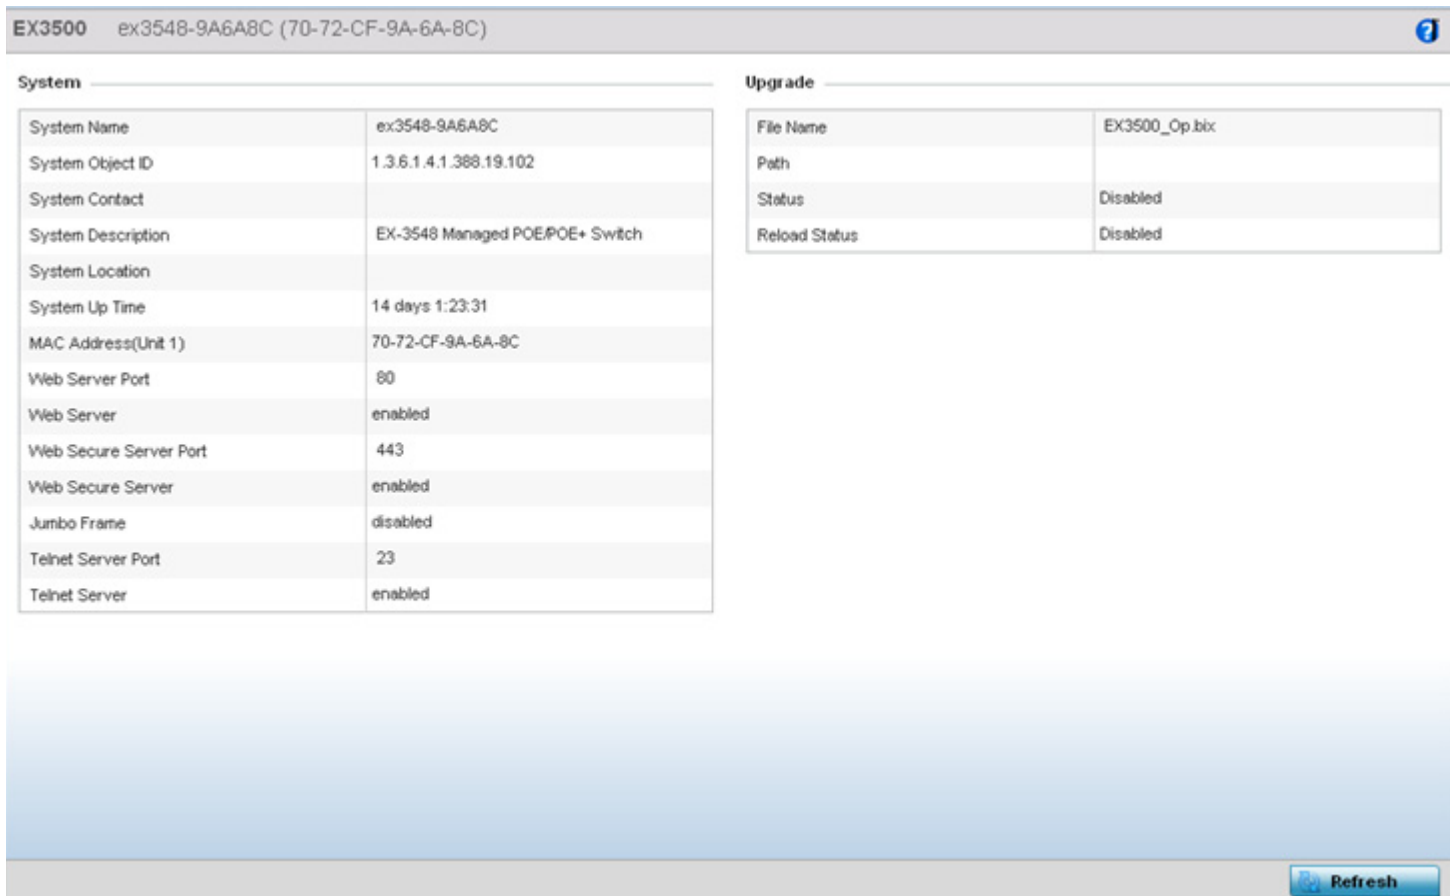 EX3500 ex3548-9A6A8C (70-72-CF-9A-6A-8C)
System
System Name ex3548-9A6A8C
System Object ID 1.3.6.1.4.1.388.19.102
System Contact
System Description EX-3548 Managed POE/POE+ Switch
System Location
System Up Time 14 days 1:23:31
MAC Address(Unit 1) 70-72-CF-9A-6A-8C
Web Server Port 80
Web Server enabled
Web Secure Server Port 443
Web Secure Server enabled
Jumbo Frame disabled
Telnet Server Port 23
Telnet Server enabled
Upgrade
File Name EX3500_Op.bix
Path
Status Disabled
Reload Status Disabled
Refresh